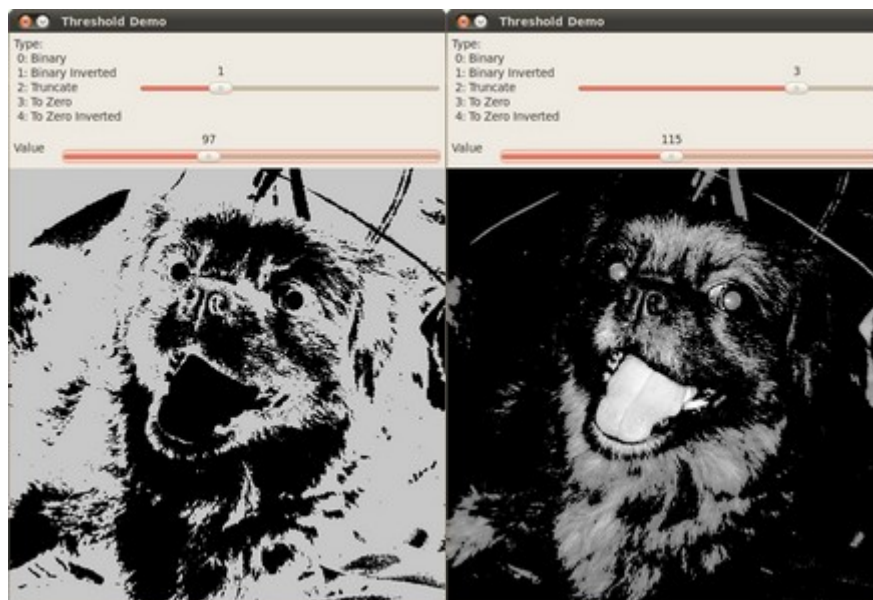 Threshold Demo
Type:
0: Binary
1: Binary Inverted
2: Truncate
3: To Zero
4: To Zero Inverted
1
Value
97
Threshold Demo
Type:
0: Binary
1: Binary Inverted
2: Truncate
3: To Zero
4: To Zero Inverted
3
Value
115